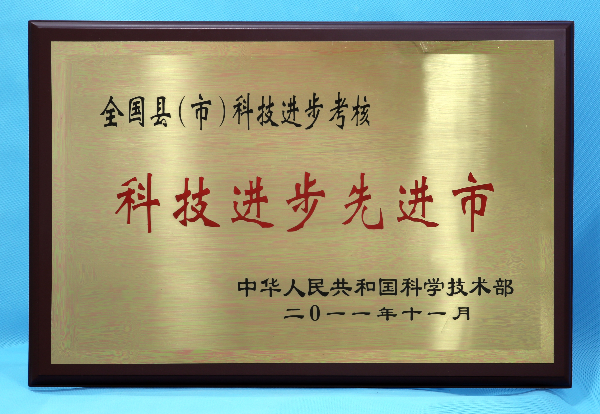 全国县(市)科技进步考核
科技进步先进市
中华人民共和国科学技术部
二0一一年十一月